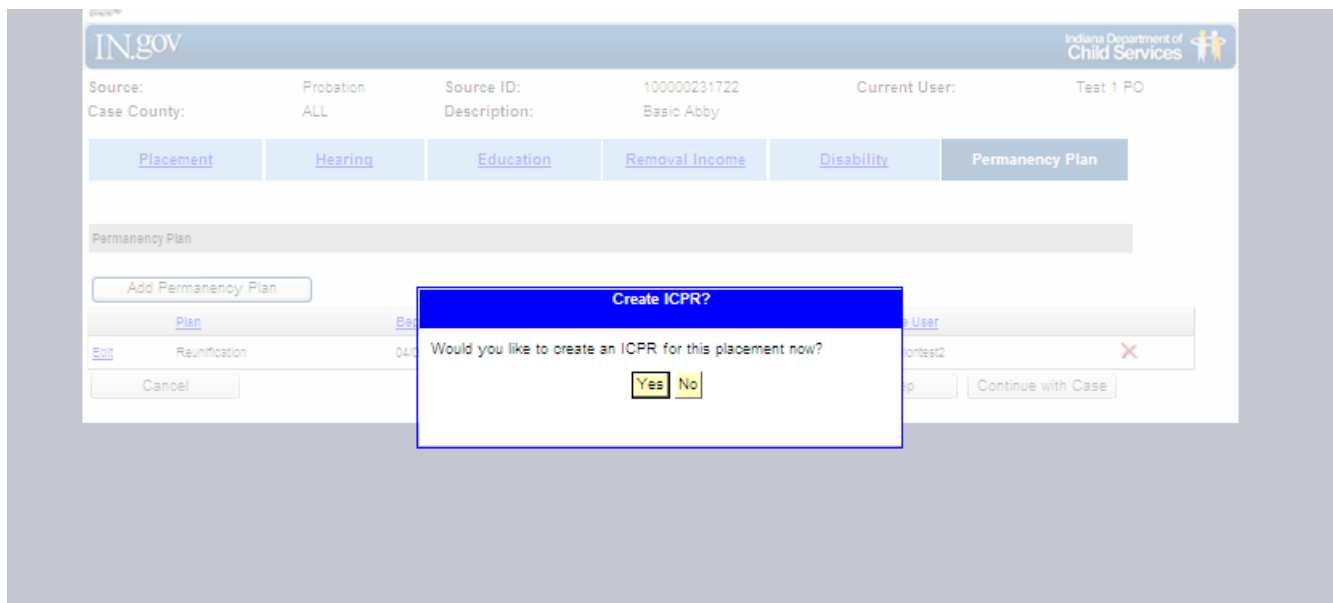 IN.gov
Indiana Department of
Child Services
Source: Probation Source ID: 100000231722 Current User: Test 1 PO
Case County: ALL Description: Basic Abby
Placement Hearing Education Removal Income Disability Permanency Plan
Permanency Plan
Add Permanency Plan
Create ICPR?
Plan User
Would you like to create an ICPR for this placement now?
Edit Reunification
Yes No
Cancel Continue with Case